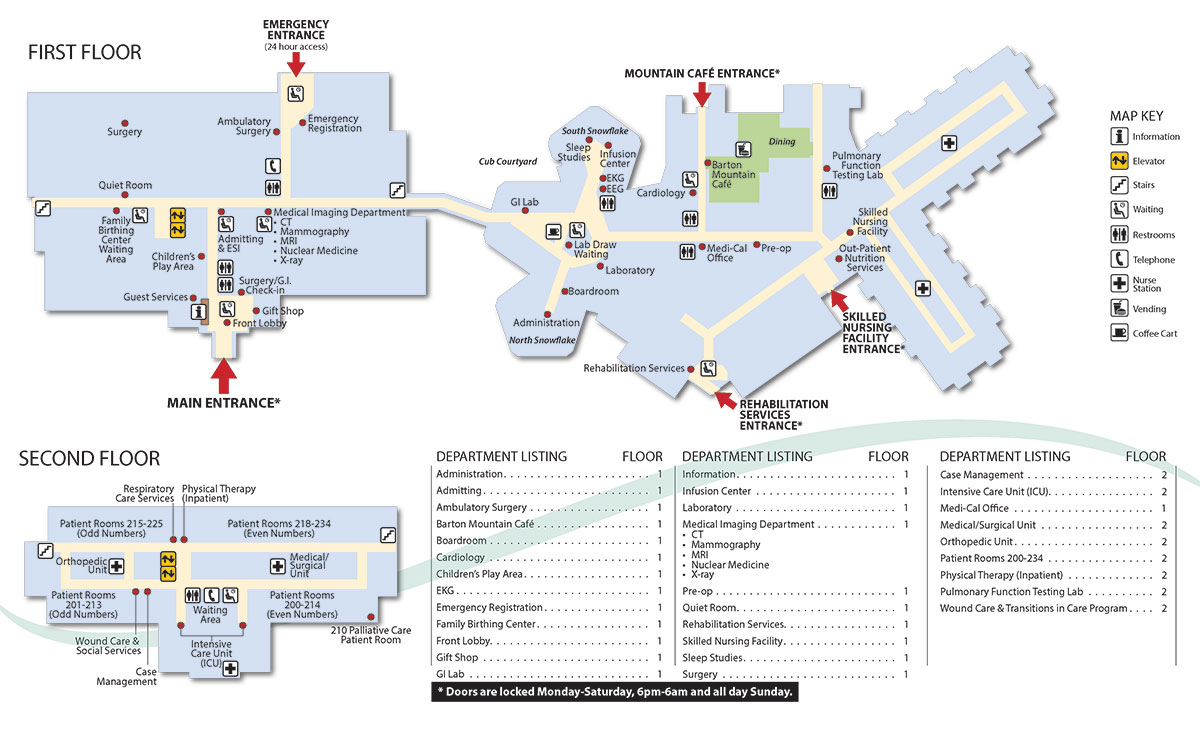 FIRST FLOOR
EMERGENCY
ENTRANCE
(24 hour access)
MOUNTAIN CAFÉ ENTRANCE*
Surgery
Ambulatory
Surgery
Emergency
Registration
Quiet Room
Family
Birthing
Center
Waiting
Area
Children's
Play Area
Admitting
& ESI
Medical Imaging Department
• CT
• Mammography
• MRI
• Nuclear Medicine
• X-ray
Surgery/G.I.
Check-in
Guest Services
Gift Shop
Front Lobby
MAIN ENTRANCE*
Cub Courtyard
South Snowflake
Sleep
Studies
Infusion
Center
EKG
EEG
GI Lab
Lab Draw
Waiting
Laboratory
Boardroom
Administration
North Snowflake
Cardiology
Barton
Mountain
Café
Dining
Pulmonary
Function
Testing Lab
Medi-Cal
Office
Pre-op
Skilled
Nursing
Facility
Out-Patient
Nutrition
Services
SKILLED
NURSING
FACILITY
ENTRANCE*
Rehabilitation Services
REHABILITATION
SERVICES
ENTRANCE*
MAP KEY
Information
Elevator
Stairs
Waiting
Restrooms
Telephone
Nurse
Station
Vending
Coffee Cart
SECOND FLOOR
Respiratory
Care Services
Physical Therapy
(Inpatient)
Patient Rooms 215-225
(Odd Numbers)
Patient Rooms 218-234
(Even Numbers)
Orthopedic
Unit
Medical/
Surgical
Unit
Patient Rooms
201-213
(Odd Numbers)
Waiting
Area
Patient Rooms
200-214
(Even Numbers)
210 Palliative Care
Patient Room
Wound Care &
Social Services
Case
Management
Intensive
Care Unit
(ICU)
DEPARTMENT LISTING FLOOR
Administration 1
Admitting 1
Ambulatory Surgery 1
Barton Mountain Café 1
Boardroom 1
Cardiology 1
Children's Play Area 1
EKG 1
Emergency Registration 1
Family Birthing Center 1
Front Lobby 1
Gift Shop 1
GI Lab 1
DEPARTMENT LISTING FLOOR
Information 1
Infusion Center 1
Laboratory 1
Medical Imaging Department 1
• CT
• Mammography
• MRI
• Nuclear Medicine
• X-ray
Pre-op 1
Quiet Room 1
Rehabilitation Services 1
Skilled Nursing Facility 1
Sleep Studies 1
Surgery 1
DEPARTMENT LISTING FLOOR
Case Management 2
Intensive Care Unit (ICU) 2
Medi-Cal Office 1
Medical/Surgical Unit 2
Orthopedic Unit 2
Patient Rooms 200-234 2
Physical Therapy (Inpatient) 2
Pulmonary Function Testing Lab 2
Wound Care & Transitions in Care Program 2
* Doors are locked Monday-Saturday, 6pm-6am and all day Sunday.